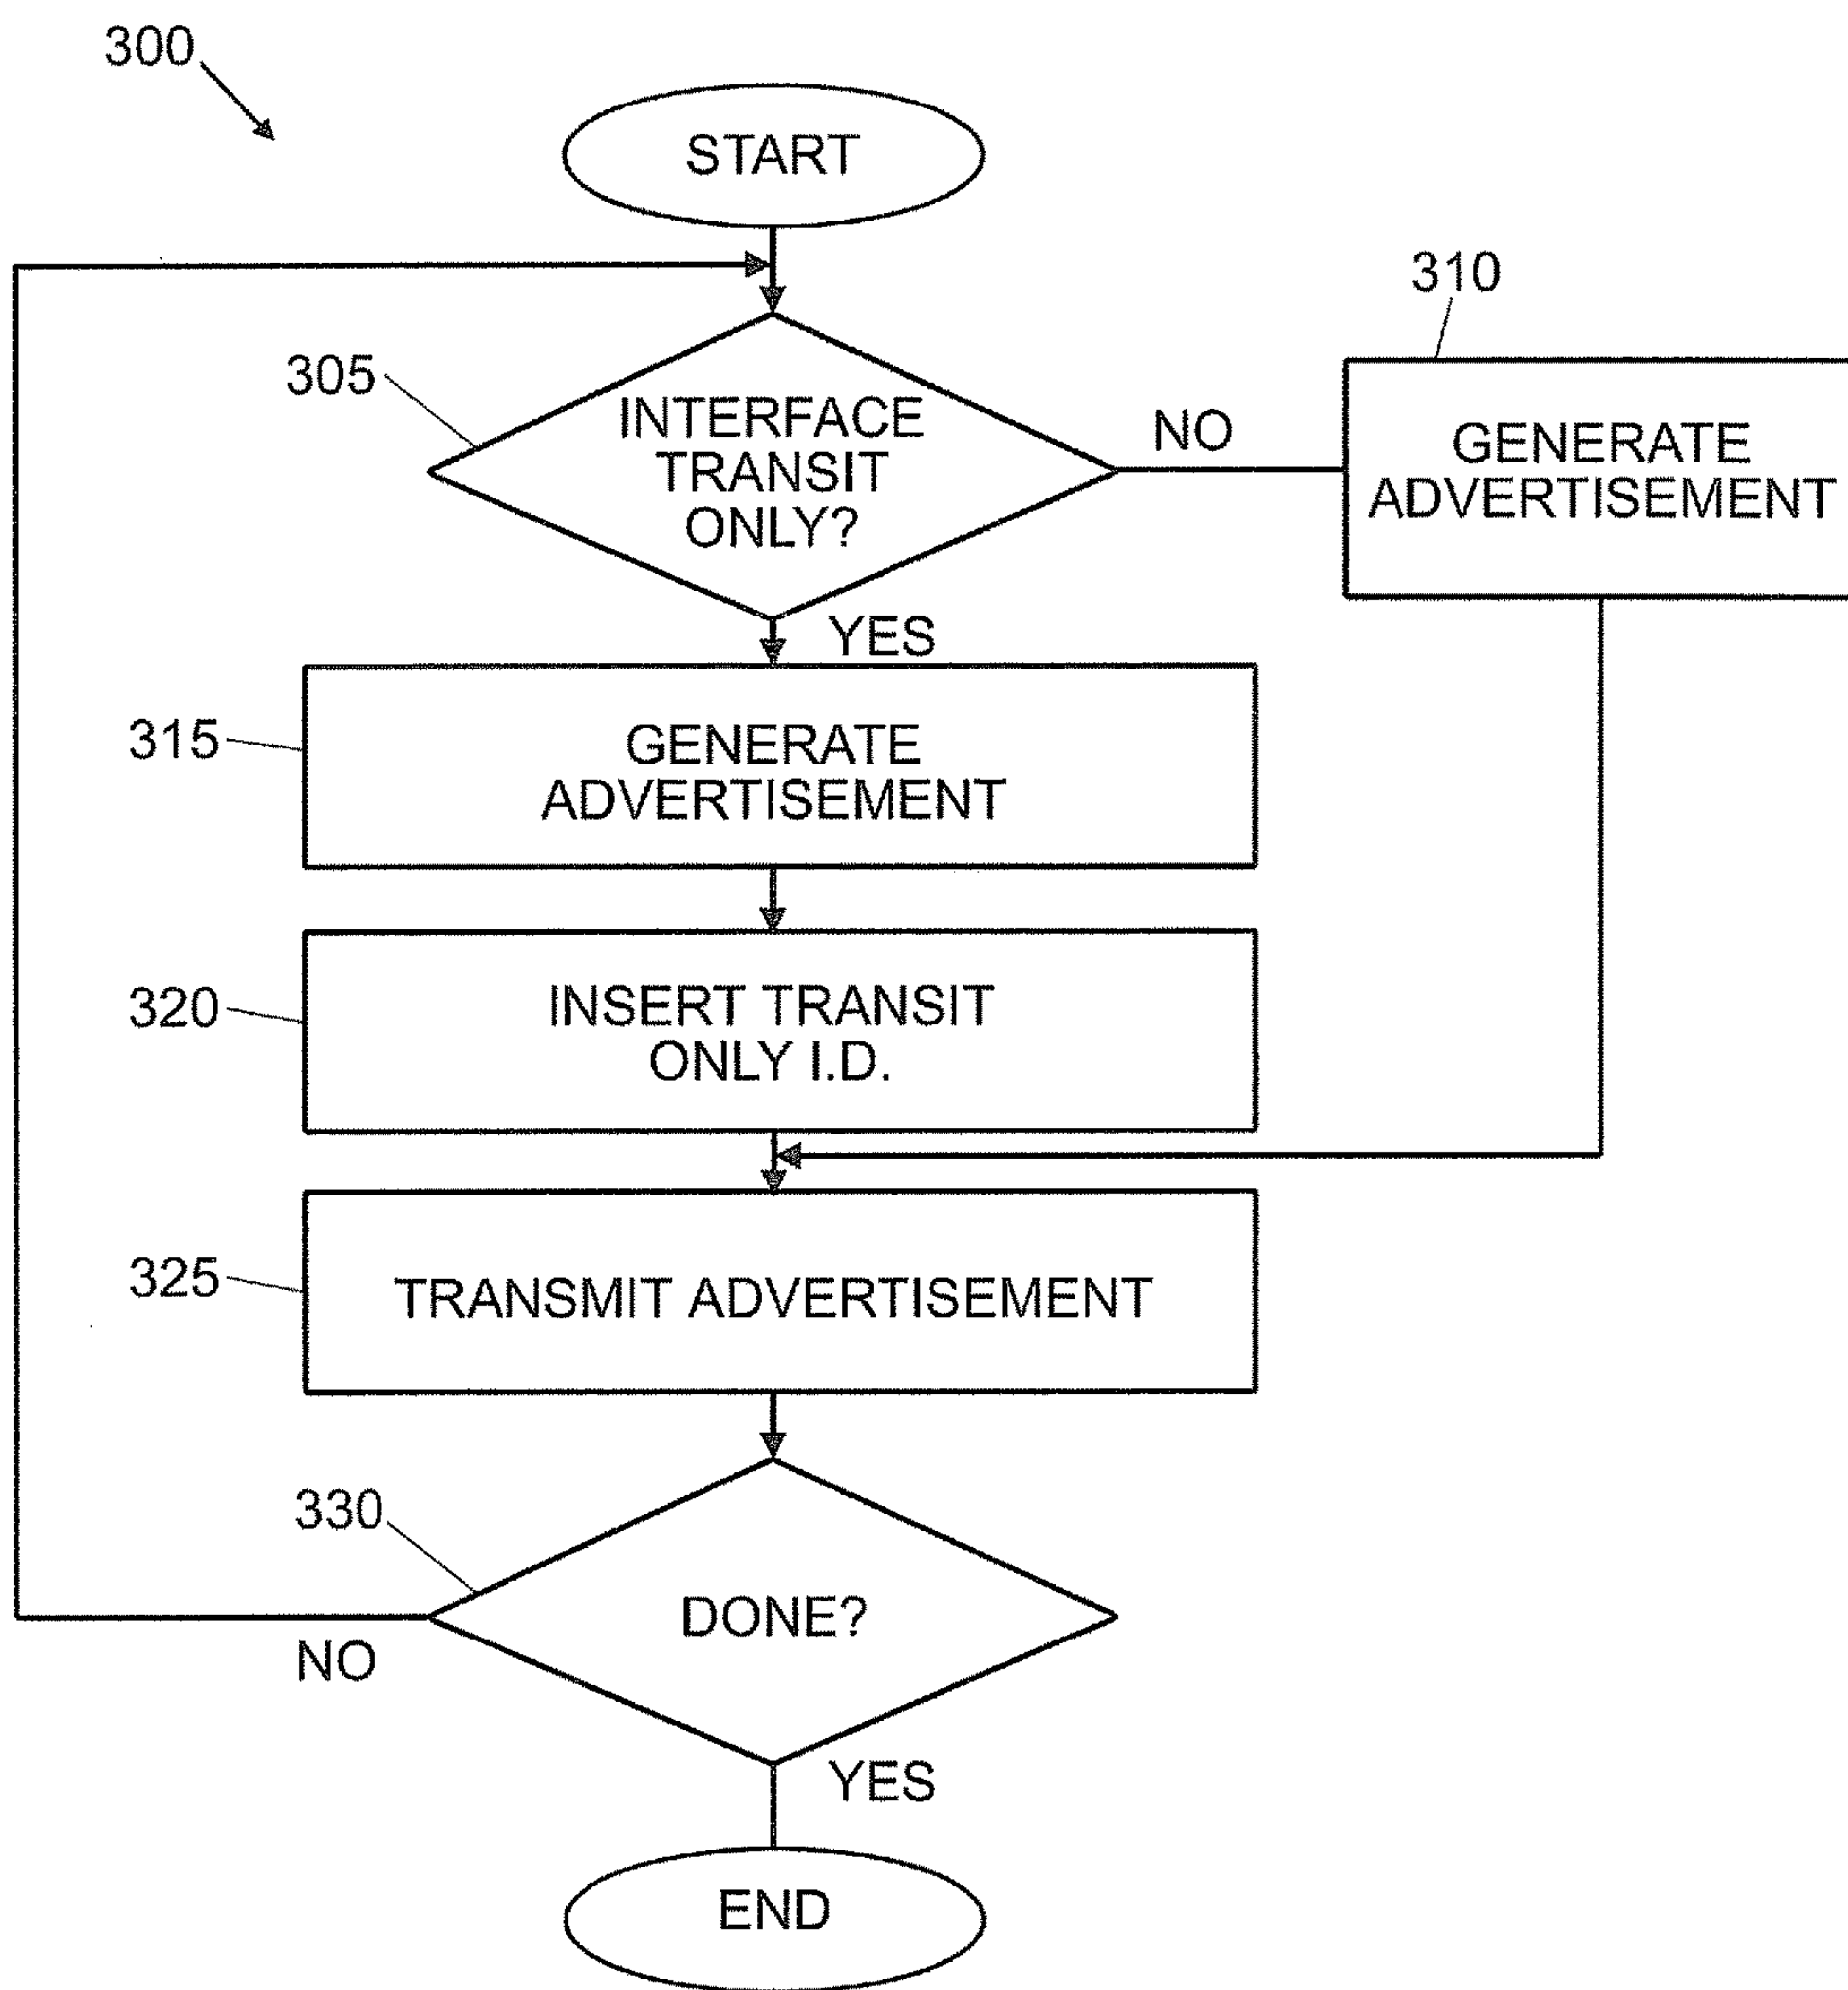 300
START
310
305
INTERFACE
TRANSIT
ONLY?
NO
GENERATE
ADVERTISEMENT
YES
315
GENERATE
ADVERTISEMENT
320
INSERT TRANSIT
ONLY I.D.
325
TRANSMIT ADVERTISEMENT
330
DONE?
NO
YES
END